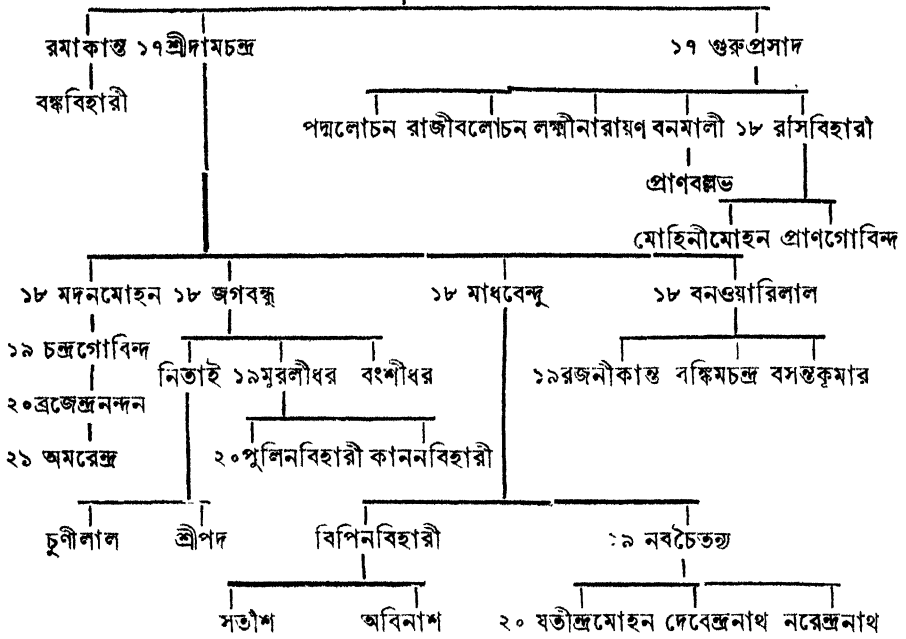 রমাকান্ত ১৭শ্রীদামচন্দ্র ১৭ গুরুপ্রসাদ
বঙ্কবিহারী
পদ্মলোচন রাজীবলোচন লক্ষ্মীনারায়ণ বনমালী ১৮ রাসবিহারী
প্রাণবল্লভ
মোহিনীমোহন প্রাণগোবিন্দ
১৮ মদনমোহন ১৮ জগবন্ধু ১৮ মাধবেন্দু ১৮ বনওয়ারিলাল
১৯ চন্দ্রগোবিন্দ
নিতাই ১৯মুরলীধর বংশীধর ১৯রজনীকান্ত বঙ্কিমচন্দ্র বসন্তকুমার
২০ব্রজেন্দ্রনন্দন
২১ অমরেন্দ্র ২০পুলিনবিহারী কাননবিহারী
চুণীলাল শ্রীপদ বিপিনবিহারী ১৯ নবচৈতন্য
সতীশ অবিনাশ ২০ যতীন্দ্রমোহন দেবেন্দ্রনাথ নরেন্দ্রনাথ